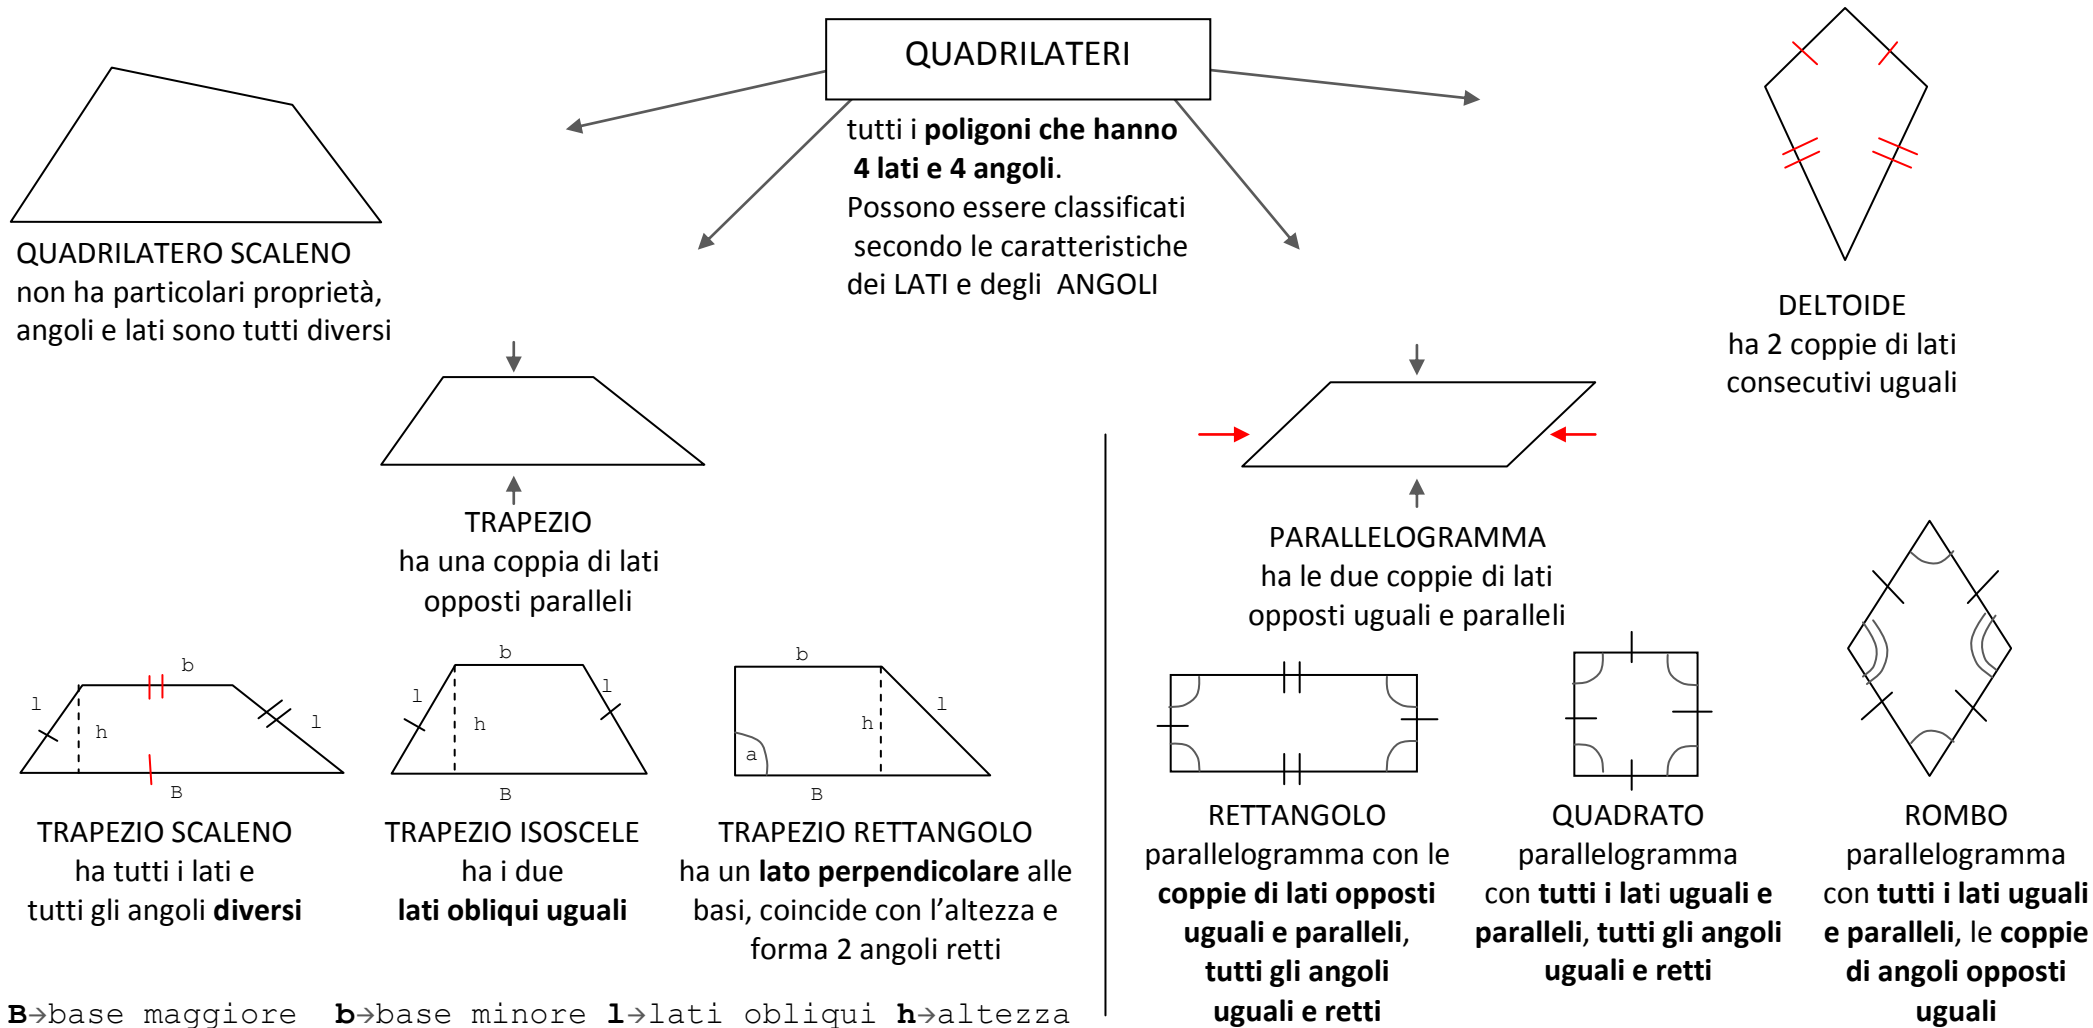 QUADRILATERI
tutti i poligoni che hanno
4 lati e 4 angoli.
Possono essere classificati
secondo le caratteristiche
dei LATI e degli ANGOLI
QUADRILATERO SCALENO
non ha particolari proprietà,
angoli e lati sono tutti diversi
DELTOIDE
ha 2 coppie di lati
consecutivi uguali
TRAPEZIO
ha una coppia di lati
opposti paralleli
PARALLELOGRAMMA
ha le due coppie di lati
opposti uguali e paralleli
b
l
h
l
B
TRAPEZIO SCALENO
ha tutti i lati e
tutti gli angoli diversi
b
l
l
h
B
TRAPEZIO ISOSCELE
ha i due
lati obliqui uguali
b
l
h
a
B
TRAPEZIO RETTANGOLO
ha un lato perpendicolare alle
basi, coincide con l'altezza e
forma 2 angoli retti
RETTANGOLO
parallelogramma con le
coppie di lati opposti
uguali e paralleli,
tutti gli angoli
uguali e retti
QUADRATO
parallelogramma
con tutti i lati uguali e
paralleli, tutti gli angoli
uguali e retti
ROMBO
parallelogramma
con tutti i lati uguali
e paralleli, le coppie
di angoli opposti
uguali
B→base maggiore b→base minore l→lati obliqui h→altezza